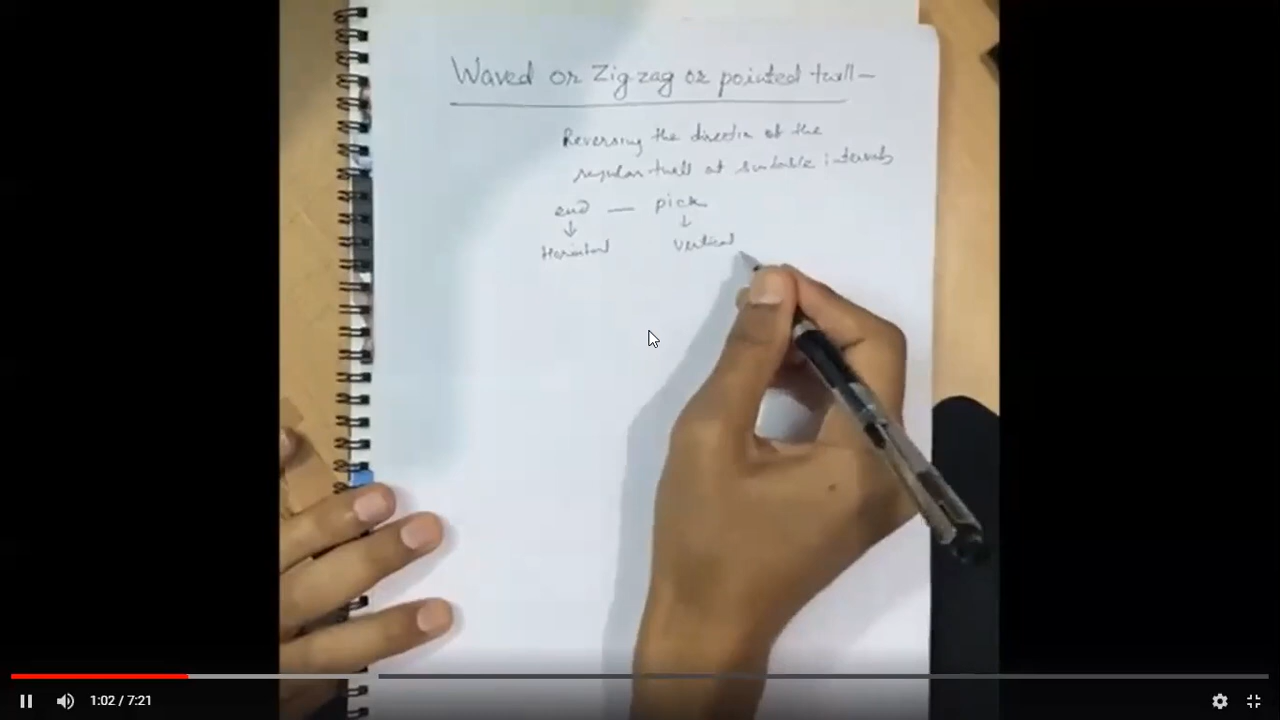 Waved or Zig-zag or pointed twill—
Reversing the direction of the
regular twill at suitable intervals
end — pick
Horizontal Vertical
1:02 / 7:21